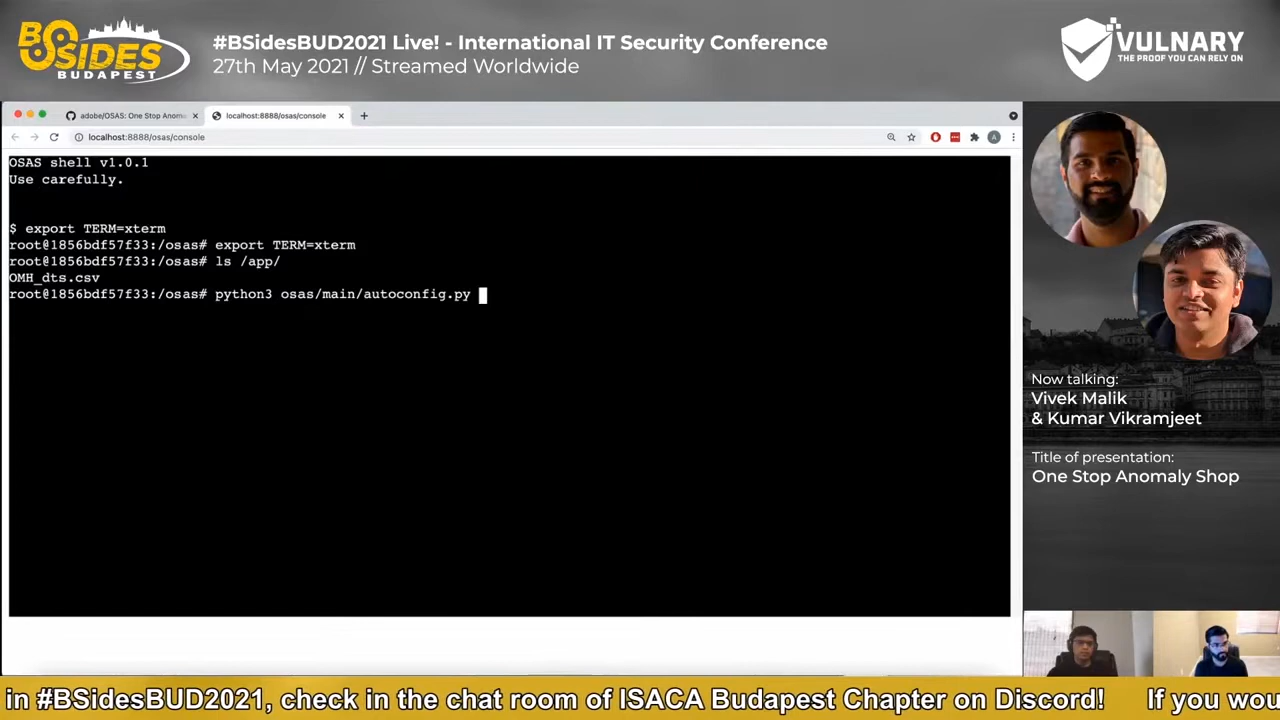 BSIDES
BUDAPEST
#BSidesBUD2021 Live! - International IT Security Conference
27th May 2021 // Streamed Worldwide
VULNARY
THE PROOF YOU CAN RELY ON
adobe/OSAS: One Stop Anom
localhost:8888/osas/console
localhost:8888/osas/console
A
OSAS shell v1.0.1
Use carefully.
$ export TERM=xterm
root@1856bdf57f33:/osas# export TERM=xterm
root@1856bdf57f33:/osas# ls /app/
OMH_dts.csv
root@1856bdf57f33:/osas# python3 osas/main/autoconfig.py
Now talking:
Vivek Malik
& Kumar Vikramjeet
Title of presentation:
One Stop Anomaly Shop
in #BSidesBUD2021, check in the chat room of ISACA Budapest Chapter on Discord! If you wou